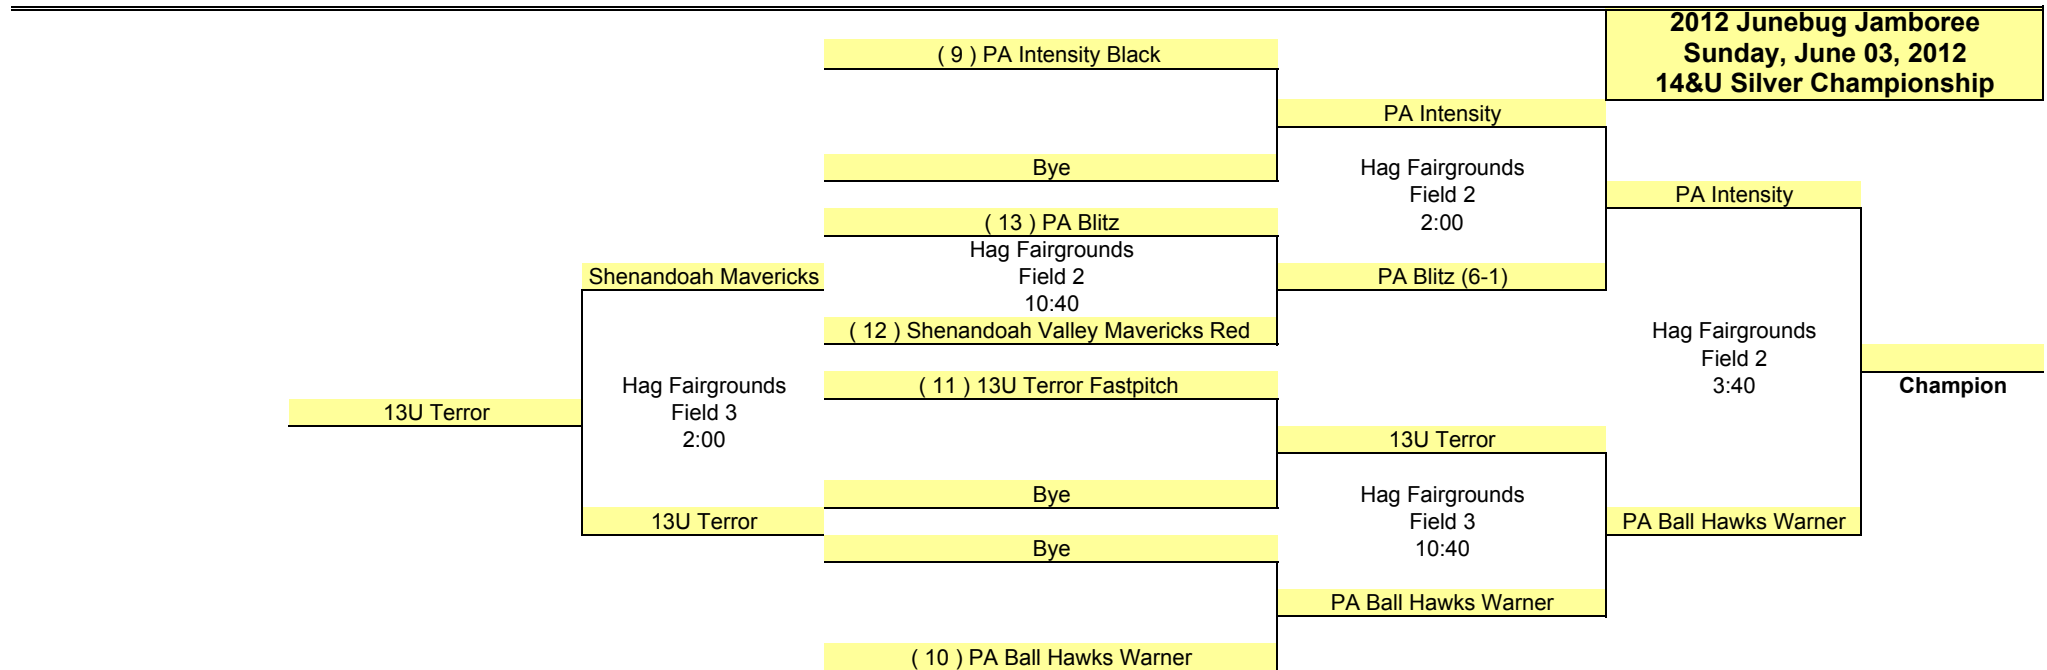 2012 Junebug Jamboree
Sunday, June 03, 2012
14&U Silver Championship
( 9 ) PA Intensity Black
PA Intensity
Bye
Hag Fairgrounds
Field 2
2:00
PA Intensity
( 13 ) PA Blitz
Hag Fairgrounds
Field 2
10:40
Shenandoah Mavericks
PA Blitz (6-1)
( 12 ) Shenandoah Valley Mavericks Red
Hag Fairgrounds
Field 2
3:40
Champion
Hag Fairgrounds
Field 3
2:00
( 11 ) 13U Terror Fastpitch
13U Terror
13U Terror
Bye
Hag Fairgrounds
Field 3
10:40
13U Terror
PA Ball Hawks Warner
Bye
PA Ball Hawks Warner
( 10 ) PA Ball Hawks Warner